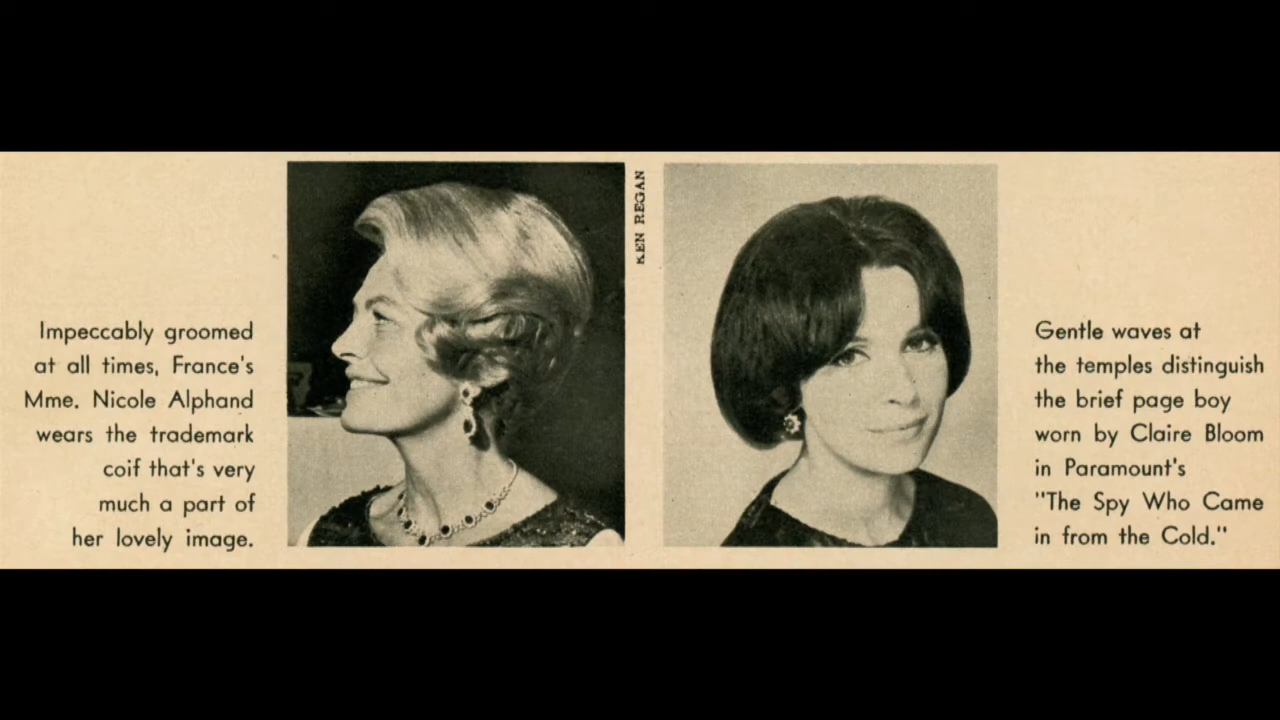 Impeccably groomed
at all times, France's
Mme. Nicole Alphand
wears the trademark
coif that's very
much a part of
her lovely image.
KEN REGAN
Gentle waves at
the temples distinguish
the brief page boy
worn by Claire Bloom
in Paramount's
"The Spy Who Came
in from the Cold."